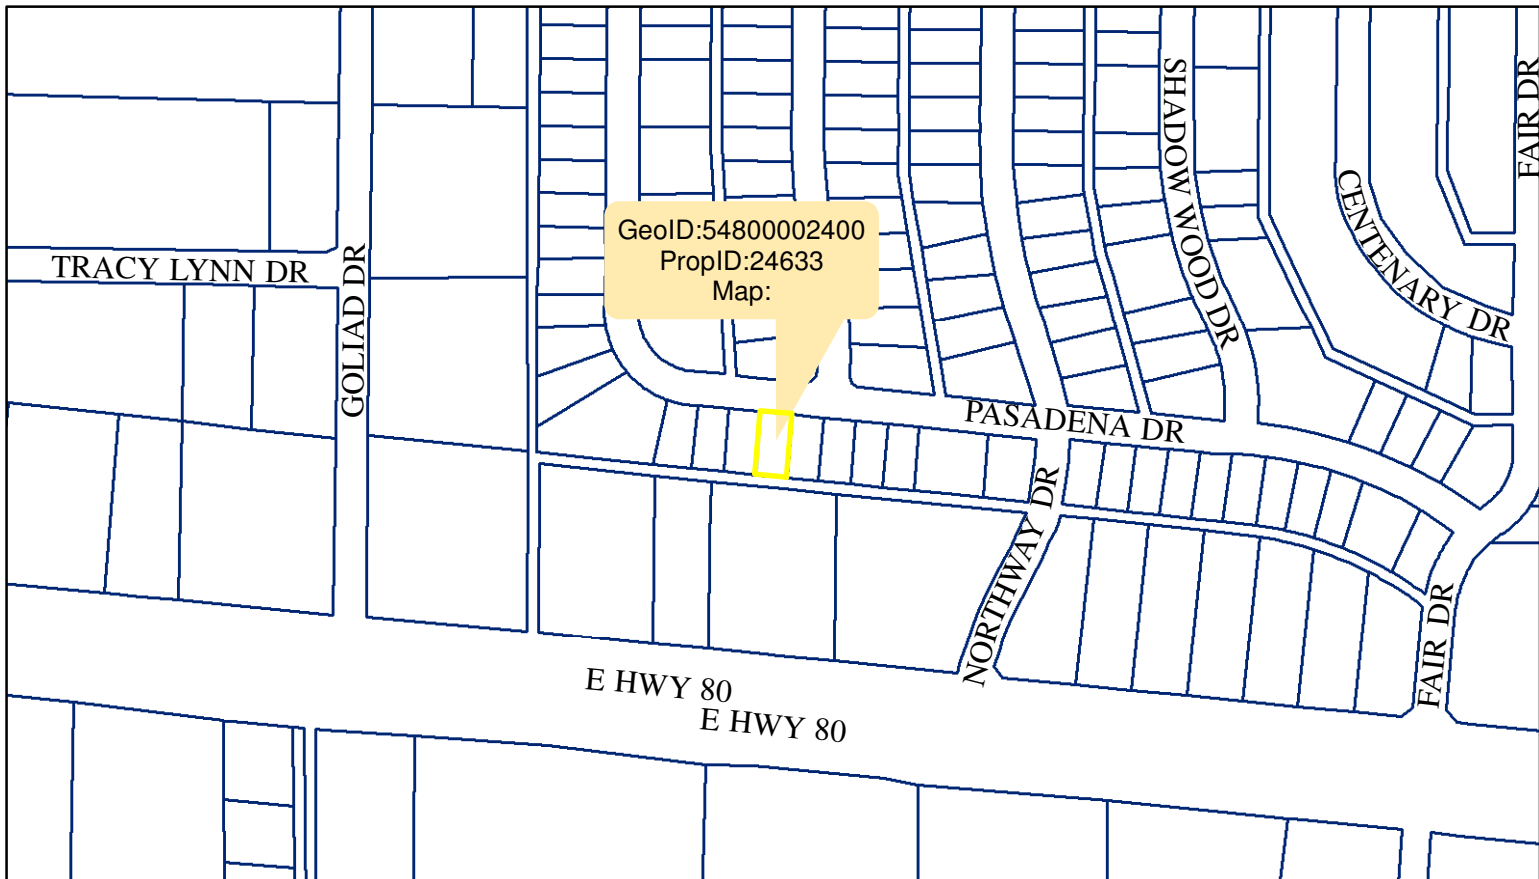 FAIR DR
SHADOW WOOD DR
CENTENARY DR
GeoID:54800002400
PropID:24633
Map:
TRACY LYNN DR
GOLIAD DR
PASADENA DR
NORTHWAY DR
FAIR DR
E HWY 80
E HWY 80